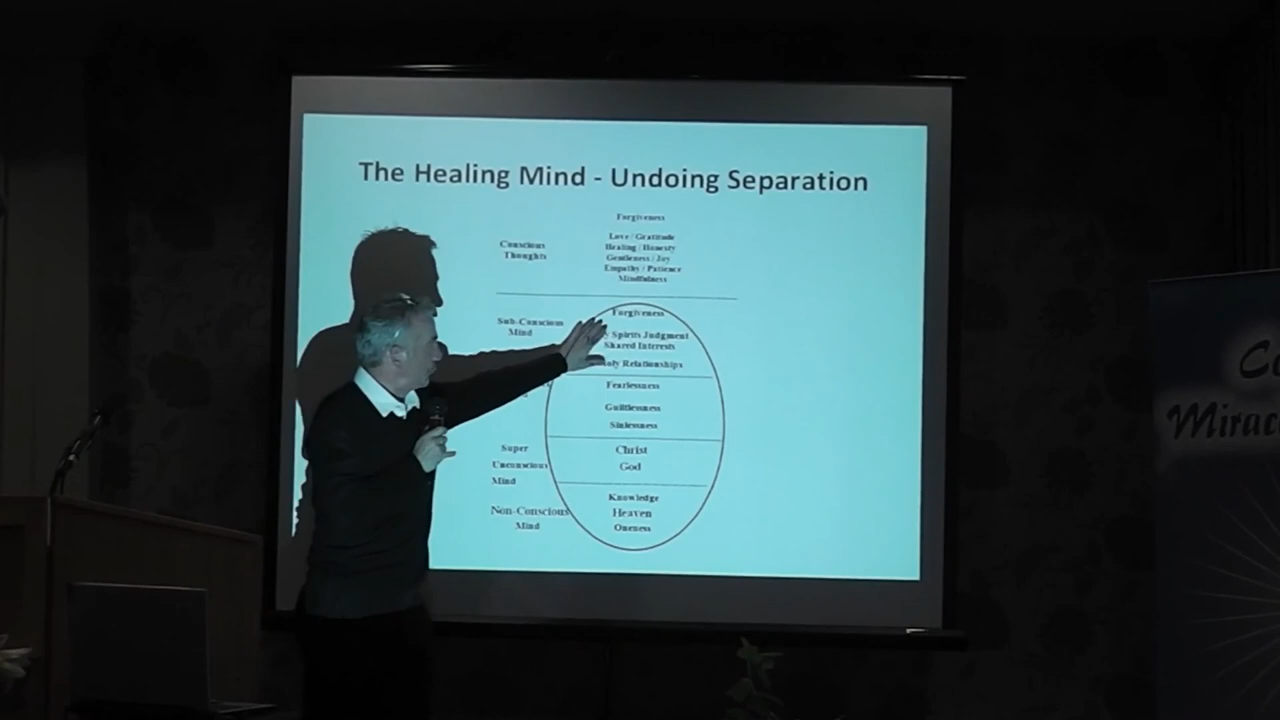 The Healing Mind - Undoing Separation
Forgiveness
Conscious
Thoughts
Love / Gratitude
Healing / Honesty
Gentleness / Joy
Empathy / Patience
Mindfulness
Sub-Conscious
Mind
Forgiveness
Spirits Judgment
Shared Interests
Relationships
Fearlessness
Guiltlessness
Sinlessness
Super
Unconscious
Mind
Christ
God
Non-Conscious
Mind
Knowledge
Heaven
Oneness